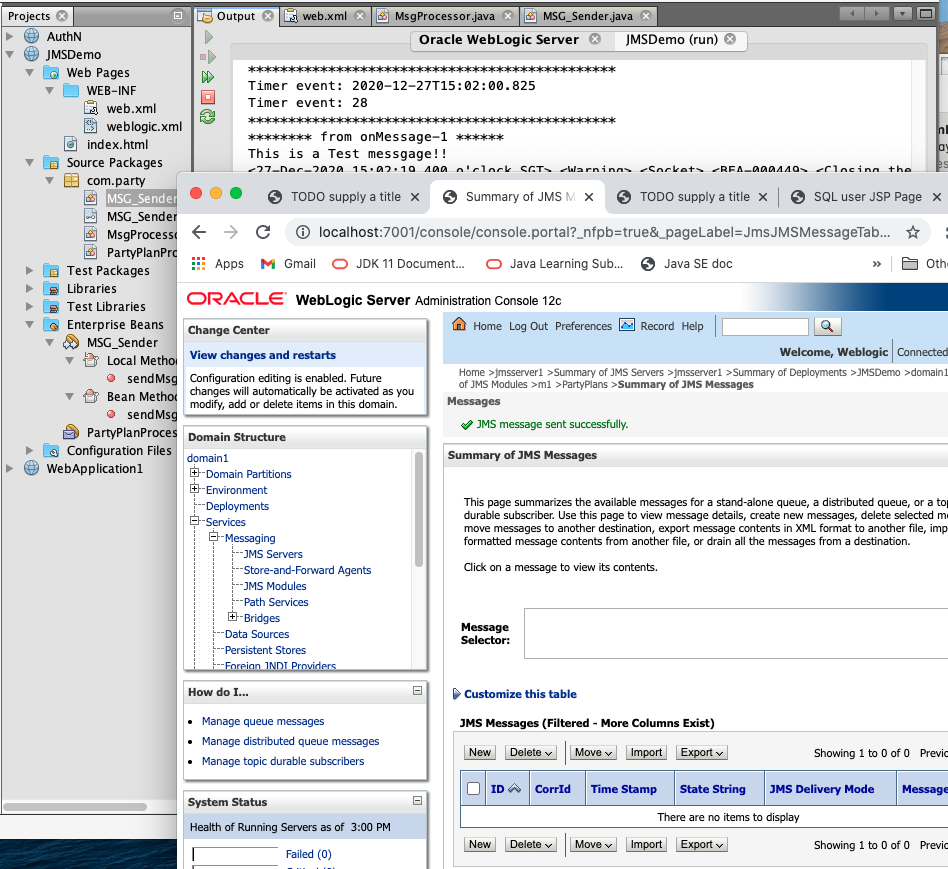 Projects
AuthN
JMSDemo
Web Pages
WEB-INF
web.xml
weblogic.xml
index.html
Source Packages
com.party
MSG_Sender
MSG_Sender
MsgProcesso
PartyPlanPro
Test Packages
Libraries
Test Libraries
Enterprise Beans
MSG_Sender
Local Metho
sendMsg
Bean Metho
sendMsg
PartyPlanProces
Configuration Files
WebApplication1
Output web.xml MsgProcessor.java MSG_Sender.java
Oracle WebLogic Server JMSDemo (run)
**********************************************
Timer event: 2020-12-27T15:02:00.825
Timer event: 28
**********************************************
******** from onMessage-1 ******
This is a Test messgage!!
<27-Dec-2020 15:02:19,400 o'clock SGT> <Warning> <Socket> <BEA-000449> <Closing the
TODO supply a title Summary of JMS M TODO supply a title SQL user JSP Page
localhost:7001/console/console.portal?_nfpb=true&_pageLabel=JmsJMSMessageTab...
Apps Gmail JDK 11 Document... Java Learning Sub... Java SE doc » Oth
ORACLE WebLogic Server Administration Console 12c
Change Center
View changes and restarts
Configuration editing is enabled. Future
changes will automatically be activated as you
modify, add or delete items in this domain.
Domain Structure
domain1
Domain Partitions
Environment
Deployments
Services
Messaging
JMS Servers
Store-and-Forward Agents
JMS Modules
Path Services
Bridges
Data Sources
Persistent Stores
Foreign JNDI Providers
How do I...
Manage queue messages
Manage distributed queue messages
Manage topic durable subscribers
System Status
Health of Running Servers as of 3:00 PM
Failed (0)
Home Log Out Preferences Record Help
Welcome, Weblogic Connected
Home >jmsserver1 >Summary of JMS Servers >jmsserver1 >Summary of Deployments >JMSDemo >domain1
of JMS Modules >m1 >PartyPlans >Summary of JMS Messages
Messages
JMS message sent successfully.
Summary of JMS Messages
This page summarizes the available messages for a stand-alone queue, a distributed queue, or a top
durable subscriber. Use this page to view message details, create new messages, delete selected m
move messages to another destination, export message contents in XML format to another file, imp
formatted message contents from another file, or drain all the messages from a destination.
Click on a message to view its contents.
Message
Selector:
Customize this table
JMS Messages (Filtered - More Columns Exist)
New Delete Move Import Export Showing 1 to 0 of 0 Previo
ID CorrId Time Stamp State String JMS Delivery Mode Message
There are no items to display
New Delete Move Import Export Showing 1 to 0 of 0 Previo